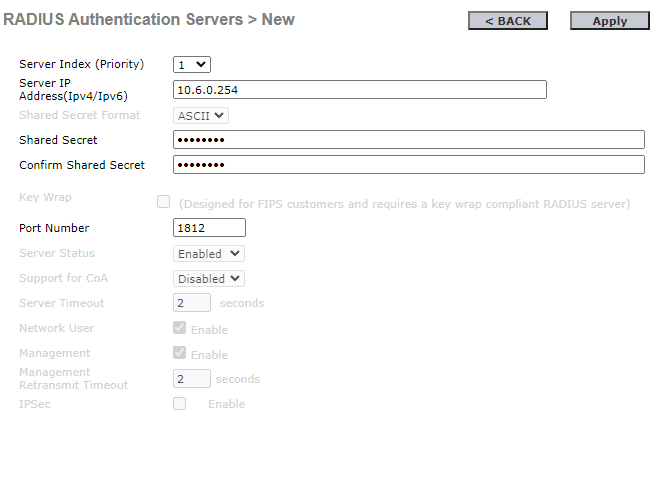 RADIUS Authentication Servers > New
< BACK
Apply
Server Index (Priority)
1
Server IP
Address(Ipv4/Ipv6)
10.6.0.254
Shared Secret Format
ASCII
Shared Secret
••••••••
Confirm Shared Secret
••••••••
Key Wrap
(Designed for FIPS customers and requires a key wrap compliant RADIUS server)
Port Number
1812
Server Status
Enabled
Support for CoA
Disabled
Server Timeout
2 seconds
Network User
Enable
Management
Enable
Management
Retransmit Timeout
2 seconds
IPSec
Enable